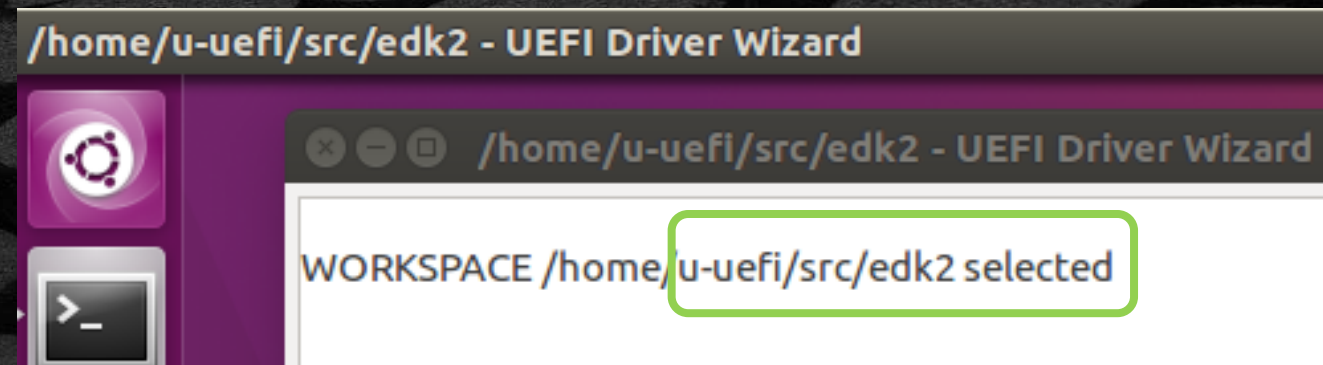 /home/u-uefi/src/edk2 - UEFI Driver Wizard
/home/u-uefi/src/edk2 - UEFI Driver Wizard
WORKSPACE /home/u-uefi/src/edk2 selected
>_